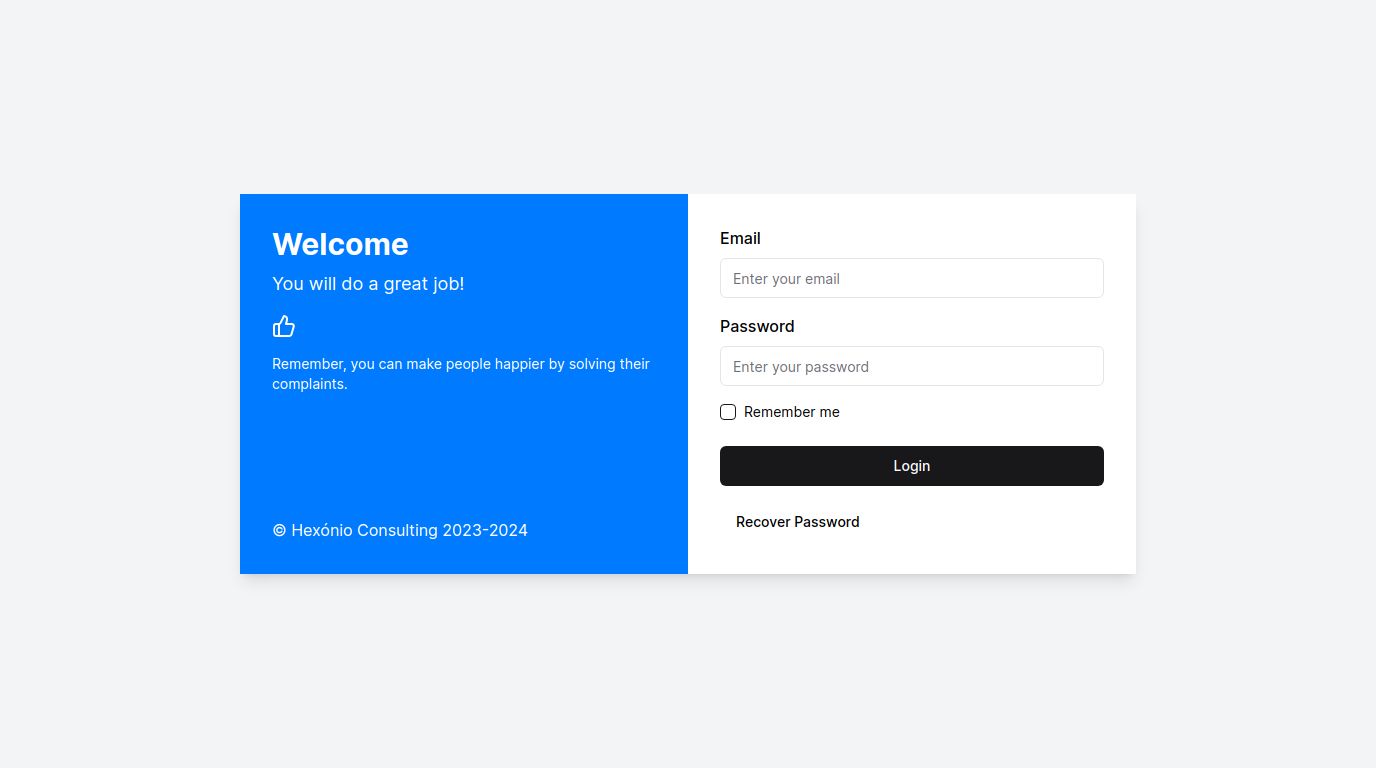 Welcome
You will do a great job!
Remember, you can make people happier by solving their
complaints.
© Hexónio Consulting 2023-2024
Email
Enter your email
Password
Enter your password
Remember me
Login
Recover Password